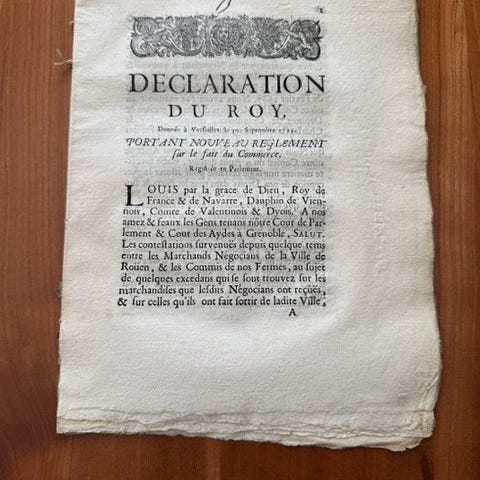 DECLARATION
DU ROY,
Donnée à Versailles le 30. Septembre
PORTANT NOUVEAU REGLEMENT
sur le fait du Commerce.
Registrée en Parlement.
LOUIS par la grace de Dieu, Roy de
France & de Navarre, Dauphin de Vien-
nois, Comte de Valentinois & Dyois. A nos
amez & feaux les Gens tenans nôtre Cour de Par-
lement & Cour des Aydes à Grenoble, SALUT.
Les contestations survenuës depuis quelque tems
entre les Marchands Négocians de la Ville de
Roüen, & les Commis de nos Fermes, au sujet
de quelques excedans qui se sont trouvez sur les
marchandises que lesdits Négocians ont reçûës,
& sur celles qu'ils ont fait sortir de ladite Ville,
A